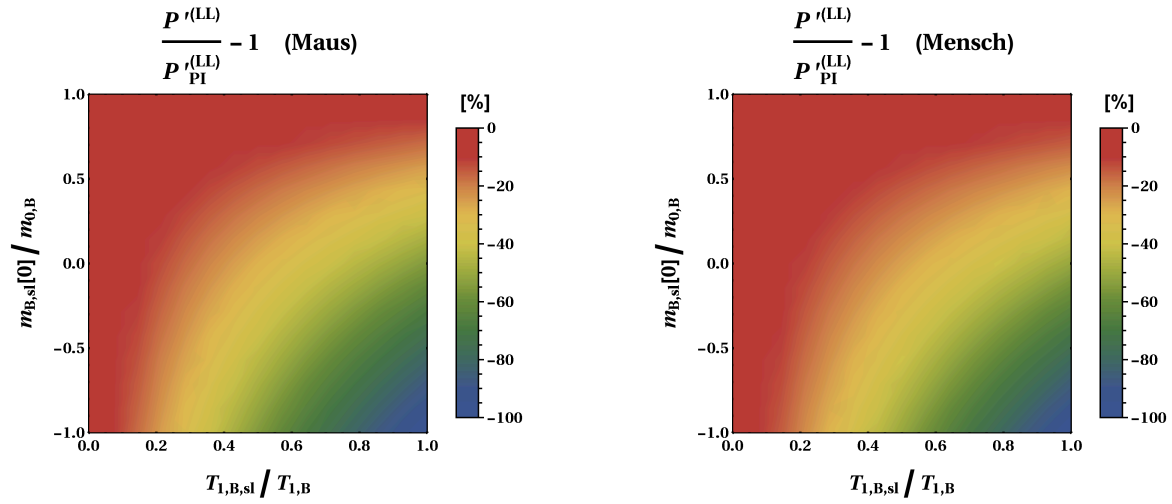 P′(LL)
P′PI(LL) – 1 (Maus)
[%]
1.0
0.5
0.0
−0.5
−1.0
mB,sl[0] / m0,B
0.0 0.2 0.4 0.6 0.8 1.0
T1,B,sl / T1,B
0
−20
−40
−60
−80
−100
P′(LL)
P′PI(LL) – 1 (Mensch)
[%]
1.0
0.5
0.0
−0.5
−1.0
mB,sl[0] / m0,B
0.0 0.2 0.4 0.6 0.8 1.0
T1,B,sl / T1,B
0
−20
−40
−60
−80
−100